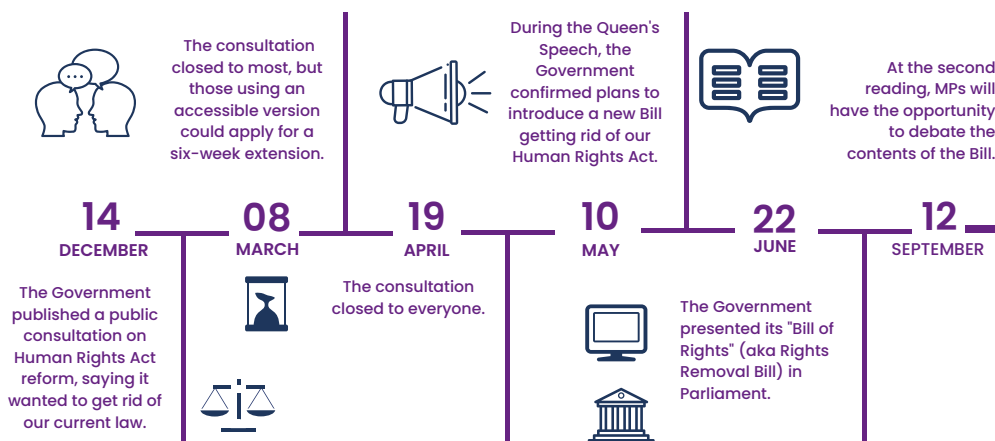 14
DECEMBER
The Government
published a public
consultation on
Human Rights Act
reform, saying it
wanted to get rid of
our current law.
The consultation
closed to most, but
those using an
accessible version
could apply for a
six-week extension.
08
MARCH
19
APRIL
The consultation
closed to everyone.
During the Queen's
Speech, the
Government
confirmed plans to
introduce a new Bill
getting rid of our
Human Rights Act.
10
MAY
22
JUNE
The Government
presented its "Bill of
Rights" (aka Rights
Removal Bill) in
Parliament.
At the second
reading, MPs will
have the opportunity
to debate the
contents of the Bill.
12
SEPTEMBER